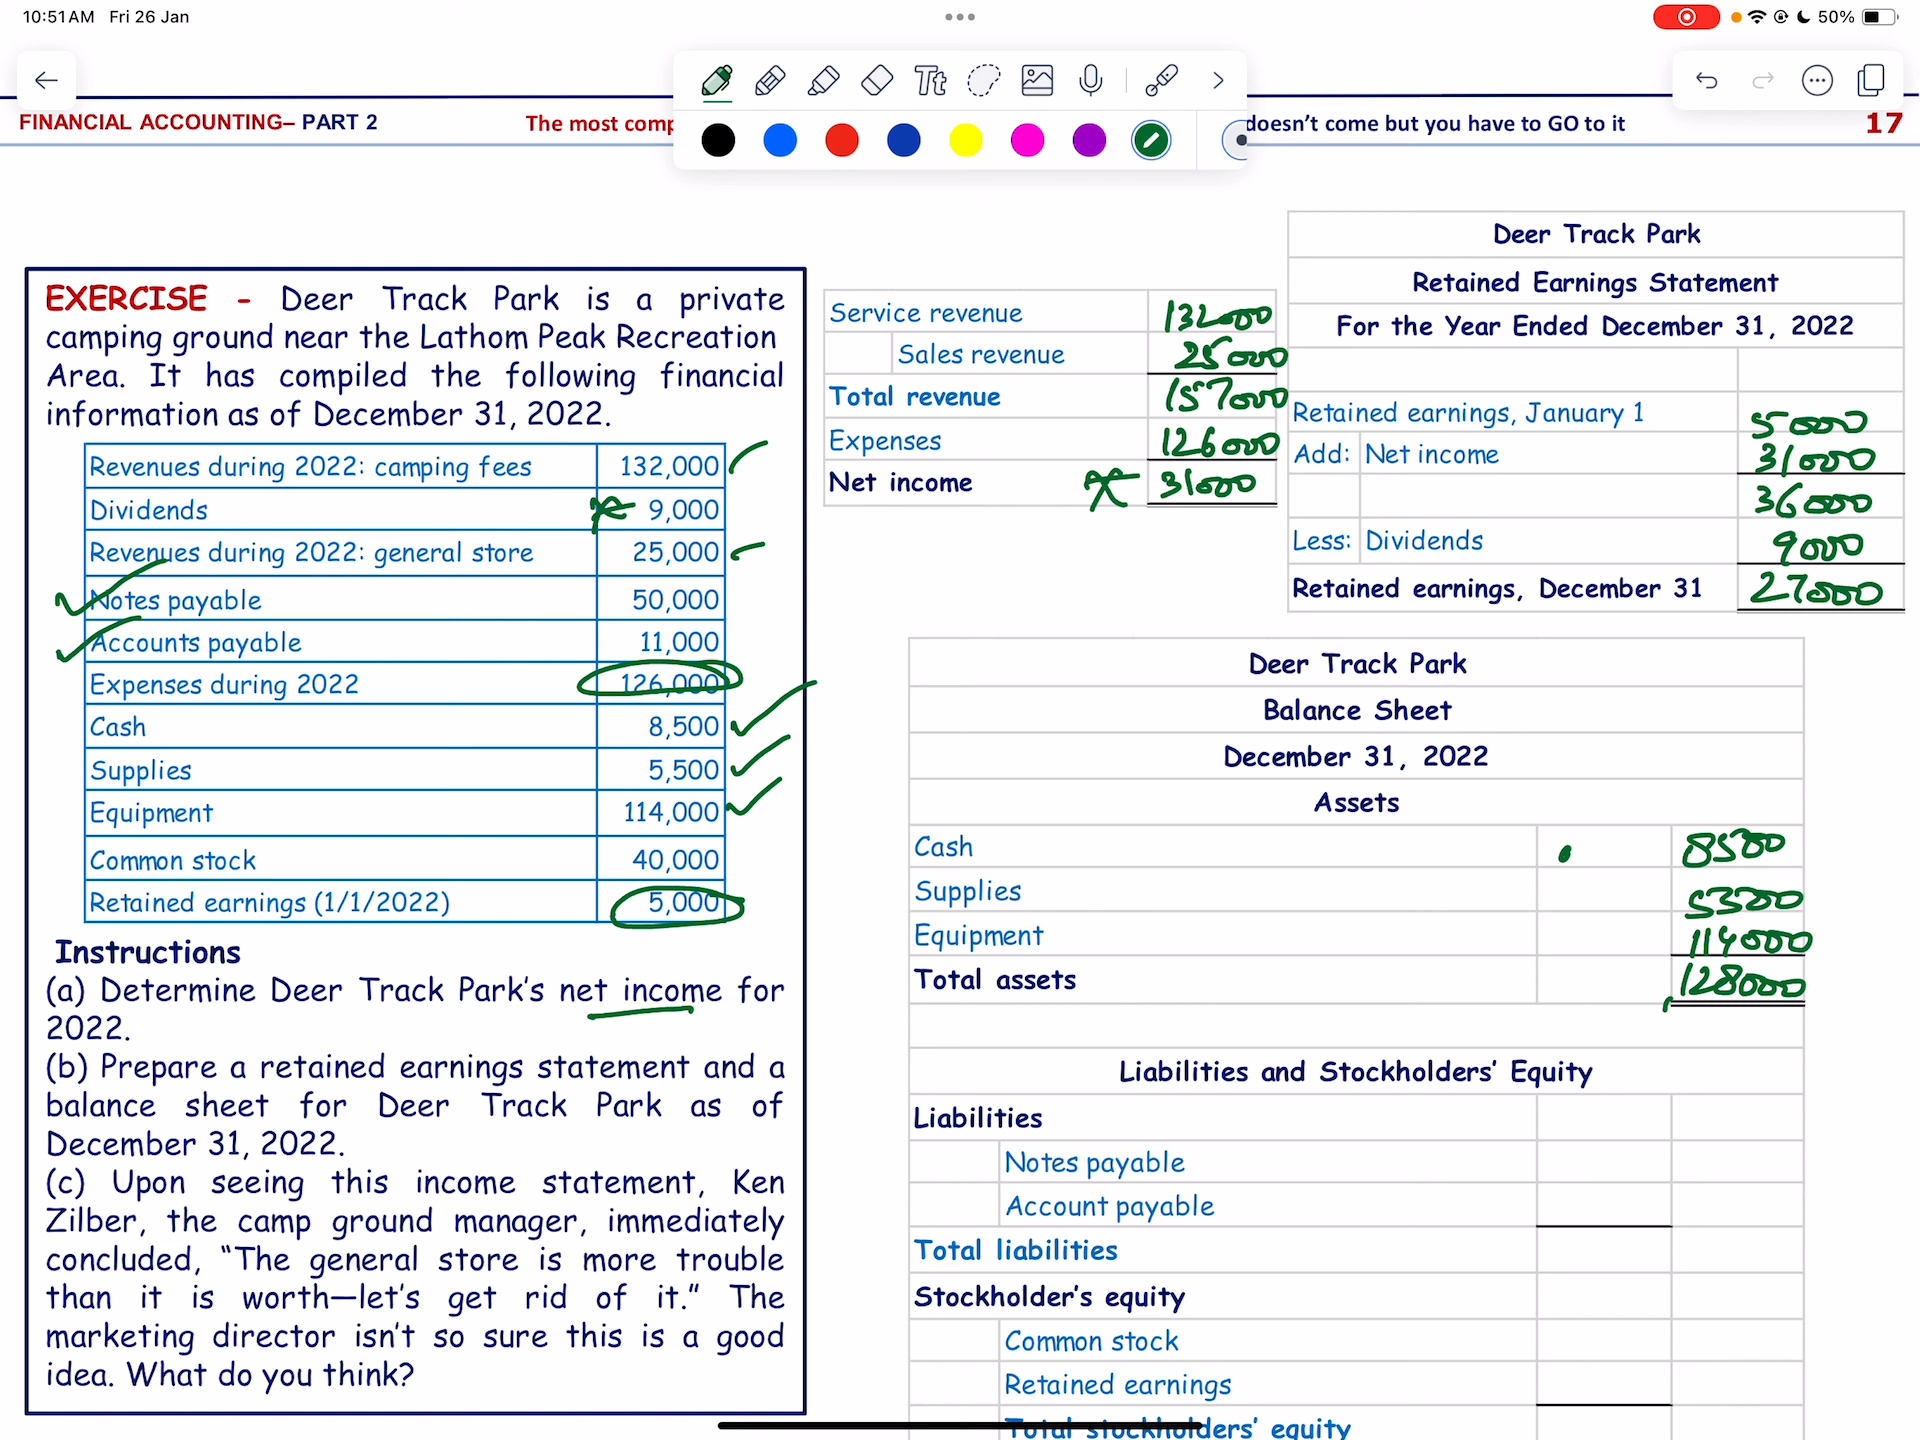 10:51 AM Fri 26 Jan
50%
Tt
FINANCIAL ACCOUNTING– PART 2
The most comp
doesn't come but you have to GO to it
17
EXERCISE - Deer Track Park is a private
camping ground near the Lathom Peak Recreation
Area. It has compiled the following financial
information as of December 31, 2022.
Revenues during 2022: camping fees 132,000
Dividends 9,000
Revenues during 2022: general store 25,000
Notes payable 50,000
Accounts payable 11,000
Expenses during 2022 126,000
Cash 8,500
Supplies 5,500
Equipment 114,000
Common stock 40,000
Retained earnings (1/1/2022) 5,000
Instructions
(a) Determine Deer Track Park's net income for
2022.
(b) Prepare a retained earnings statement and a
balance sheet for Deer Track Park as of
December 31, 2022.
(c) Upon seeing this income statement, Ken
Zilber, the camp ground manager, immediately
concluded, “The general store is more trouble
than it is worth—let's get rid of it.” The
marketing director isn't so sure this is a good
idea. What do you think?
Service revenue 132000
Sales revenue 25000
Total revenue 157000
Expenses 126000
Net income 31000
Deer Track Park
Retained Earnings Statement
For the Year Ended December 31, 2022
Retained earnings, January 1 5000
Add: Net income 31000
36000
Less: Dividends 9000
Retained earnings, December 31 27000
Deer Track Park
Balance Sheet
December 31, 2022
Assets
Cash 8500
Supplies
Equipment 114000
Total assets 128000
Liabilities and Stockholders' Equity
Liabilities
Notes payable
Account payable
Total liabilities
Stockholder's equity
Common stock
Retained earnings
Total stockholders' equity